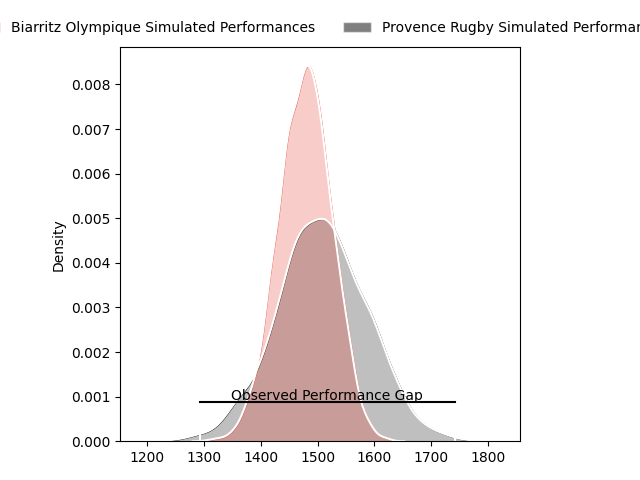 Biarritz Olympique Simulated Performances
Provence Rugby Simulated
Density
0.008
0.007
0.006
0.005
0.004
0.003
0.002
0.001
0.000
Observed Performance Gap
1200 1300 1400 1500 1600 1700 1800